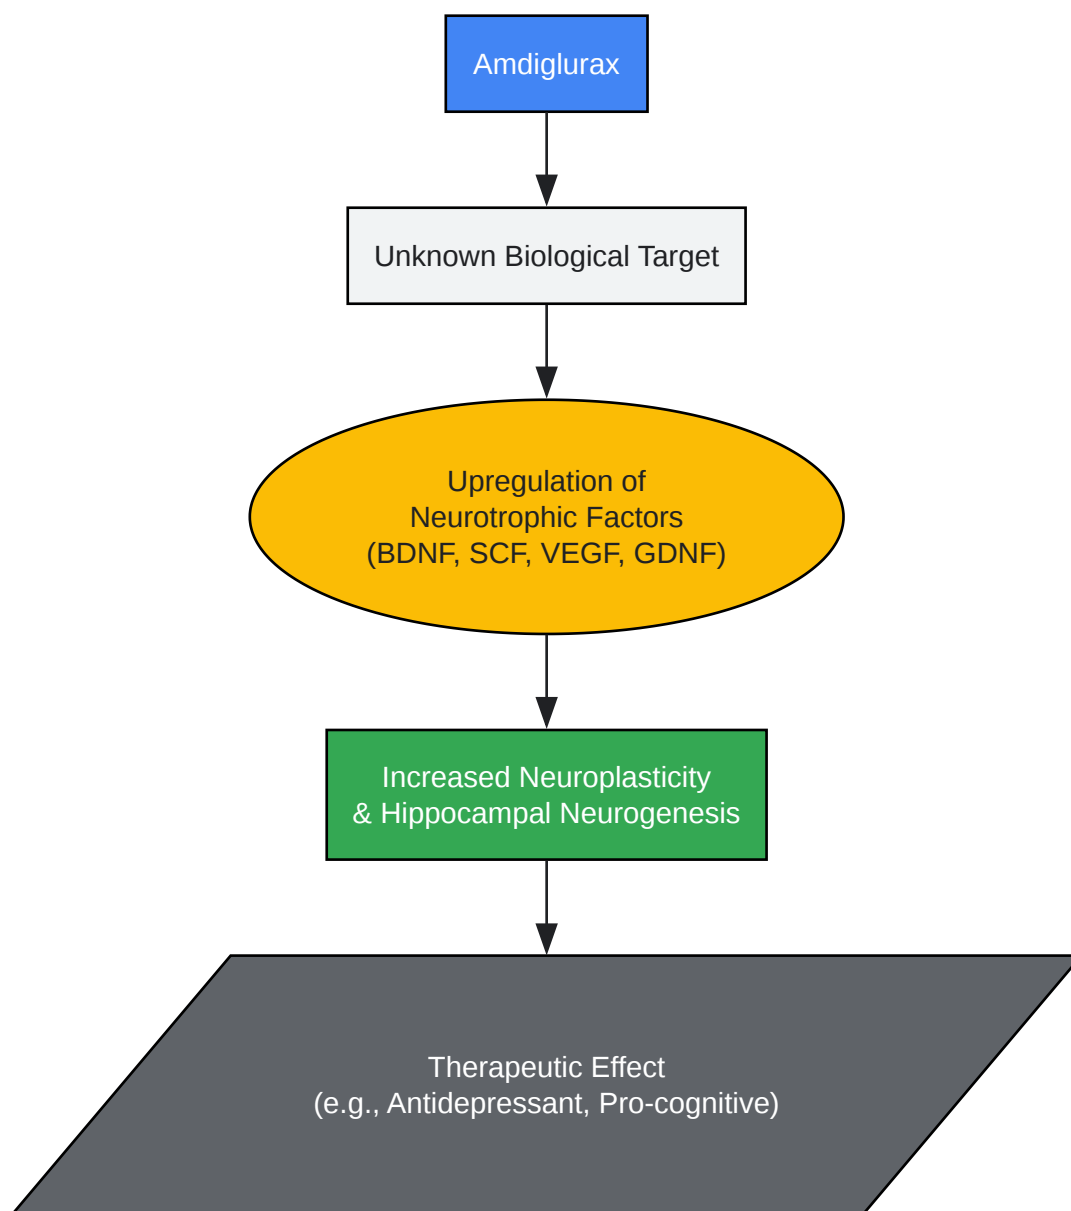 Amdiglurax
Unknown Biological Target
Upregulation of
Neurotrophic Factors
(BDNF, SCF, VEGF, GDNF)
Increased Neuroplasticity
& Hippocampal Neurogenesis
Therapeutic Effect
(e.g., Antidepressant, Pro-cognitive)